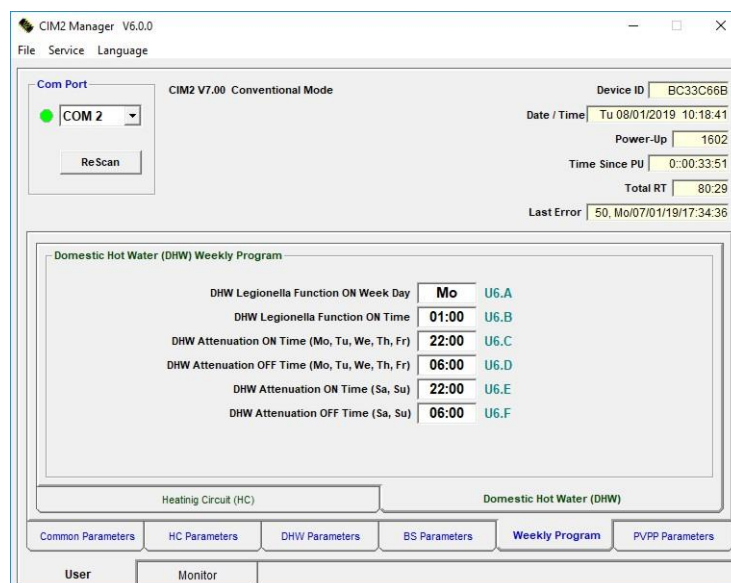 CIM2 Manager V6.0.0
File Service Language
Com Port
CIM2 V7.00 Conventional Mode
Device ID BC33C66B
COM 2
Date / Time Tu 08/01/2019 10:18:41
Power-Up 1602
ReScan
Time Since PU 0::00:33:51
Total RT 80:29
Last Error 50, Mo/07/01/19/17:34:36
Domestic Hot Water (DHW) Weekly Program
DHW Legionella Function ON Week Day Mo U6.A
DHW Legionella Function ON Time 01:00 U6.B
DHW Attenuation ON Time (Mo, Tu, We, Th, Fr) 22:00 U6.C
DHW Attenuation OFF Time (Mo, Tu, We, Th, Fr) 06:00 U6.D
DHW Attenuation ON Time (Sa, Su) 22:00 U6.E
DHW Attenuation OFF Time (Sa, Su) 06:00 U6.F
Heatinig Circuit (HC) Domestic Hot Water (DHW)
Common Parameters HC Parameters DHW Parameters BS Parameters Weekly Program PVPP Parameters
User Monitor